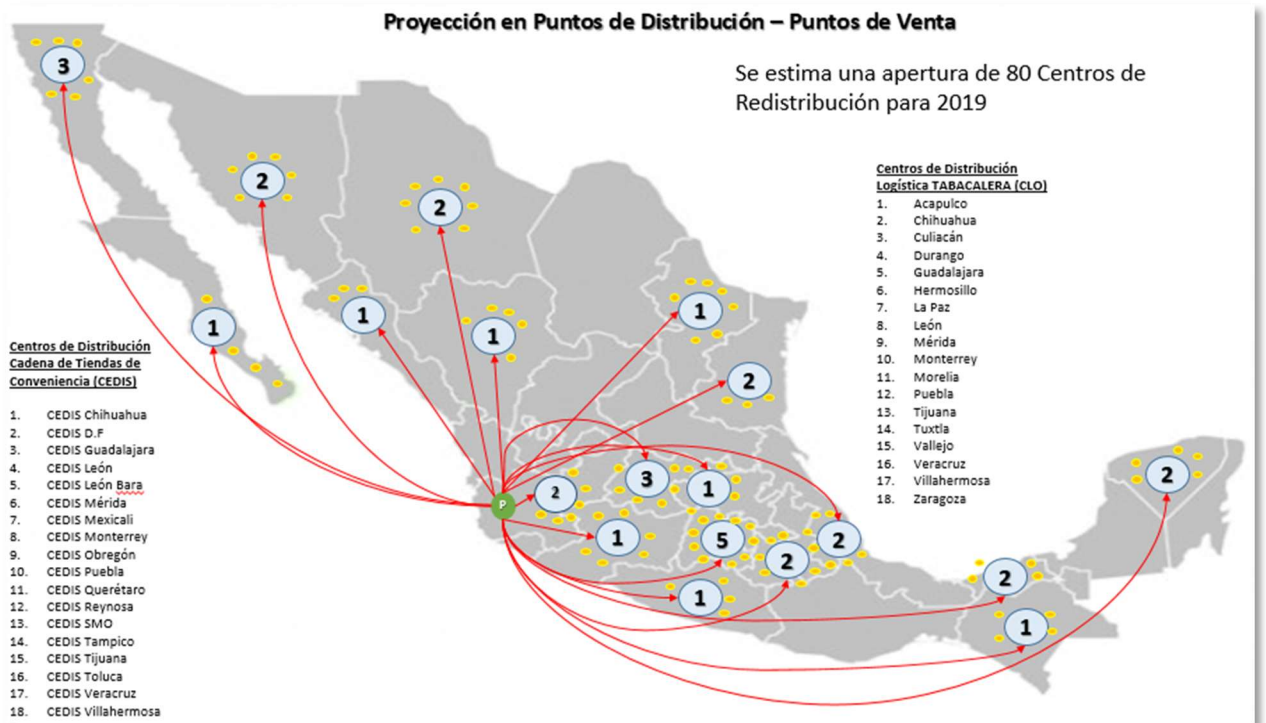 Proyección en Puntos de Distribución – Puntos de Venta
Se estima una apertura de 80 Centros de
Redistribución para 2019
Centros de Distribución
Logística TABACALERA (CLO)
1. Acapulco
2. Chihuahua
3. Culiacán
4. Durango
5. Guadalajara
6. Hermosillo
7. La Paz
8. León
9. Mérida
10. Monterrey
11. Morelia
12. Puebla
13. Tijuana
14. Tuxtla
15. Vallejo
16. Veracruz
17. Villahermosa
18. Zaragoza
Centros de Distribución
Cadena de Tiendas de
Conveniencia (CEDIS)
1. CEDIS Chihuahua
2. CEDIS D.F
3. CEDIS Guadalajara
4. CEDIS León
5. CEDIS León Bara
6. CEDIS Mérida
7. CEDIS Mexicali
8. CEDIS Monterrey
9. CEDIS Obregón
10. CEDIS Puebla
11. CEDIS Querétaro
12. CEDIS Reynosa
13. CEDIS SMO
14. CEDIS Tampico
15. CEDIS Tijuana
16. CEDIS Toluca
17. CEDIS Veracruz
18. CEDIS Villahermosa
3
2
2
1
1
1
1
2
3
1
2
P
1
5
2
2
1
2
2
1